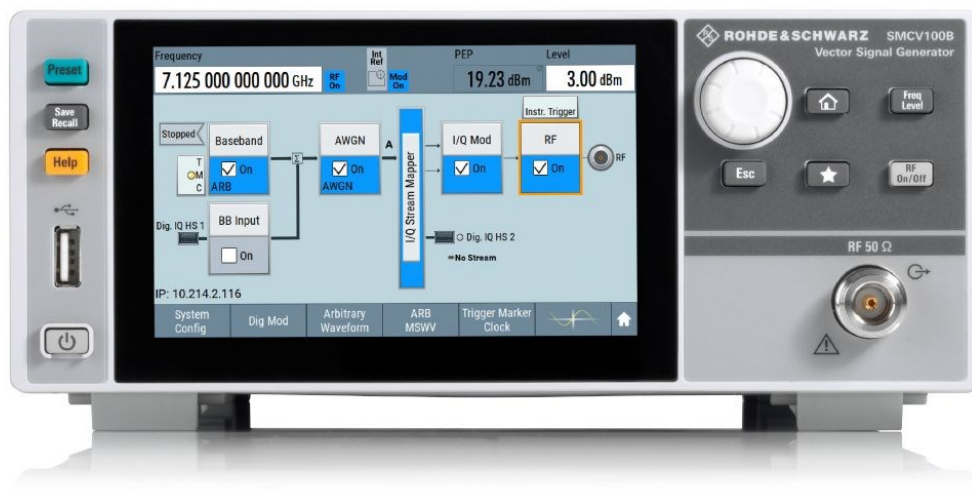 ROHDE&SCHWARZ SMCV100B
Vector Signal Generator
Preset
Save
Recall
Help
Frequency
Int
Ref
PEP
Level
7.125 000 000 000 GHz
RF
On
Mod
On
19.23 dBm
3.00 dBm
Instr. Trigger
Stopped
Baseband
On
ARB
T
M
C
Σ
AWGN
On
AWGN
A
I/Q Stream Mapper
I/Q Mod
On
RF
On
RF
Dig. IQ HS 1
BB Input
On
Dig. IQ HS 2
No Stream
IP: 10.214.2.116
System
Config
Dig Mod
Arbitrary
Waveform
ARB
MSWV
Trigger Marker
Clock
Freq
Level
Esc
RF
On/Off
RF 50 Ω